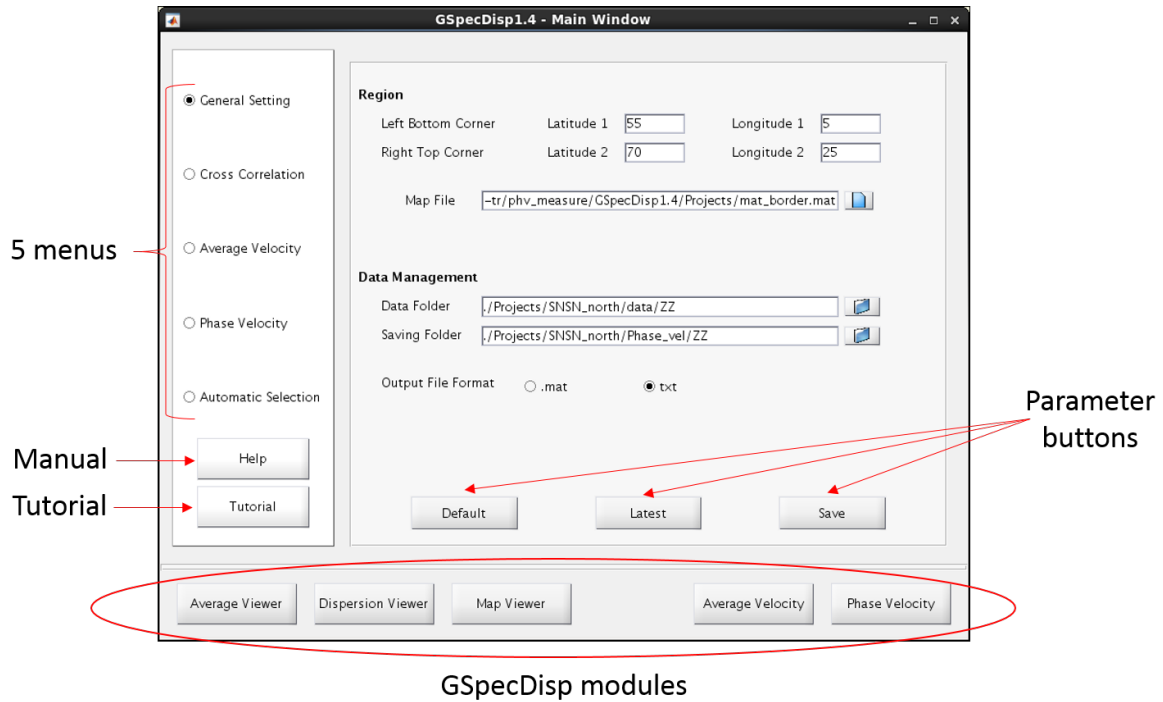 GSpecDisp1.4 - Main Window
General Setting
Cross Correlation
Average Velocity
Phase Velocity
Automatic Selection
Help
Tutorial
5 menus
Manual
Tutorial
Region
Left Bottom Corner Latitude 1 55 Longitude 1 5
Right Top Corner Latitude 2 70 Longitude 2 25
Map File -tr/phv_measure/GSpecDisp1.4/Projects/mat_border.mat
Data Management
Data Folder ./Projects/SNSN_north/data/ZZ
Saving Folder ./Projects/SNSN_north/Phase_vel/ZZ
Output File Format .mat txt
Default Latest Save
Parameter
buttons
Average Viewer Dispersion Viewer Map Viewer Average Velocity Phase Velocity
GSpecDisp modules